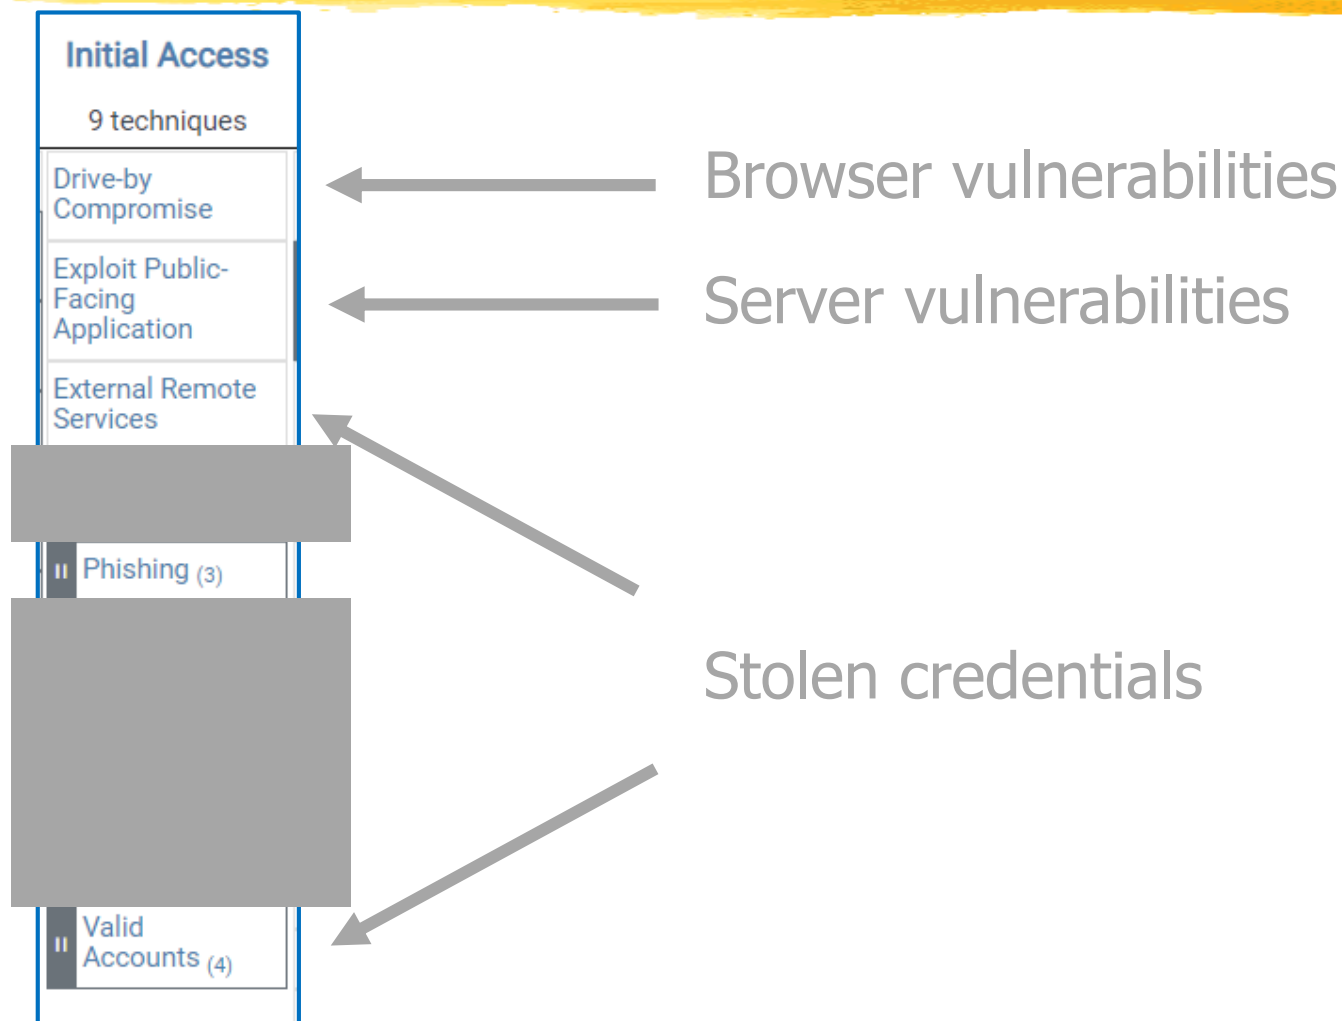 Initial Access
9 techniques
Drive-by
Compromise
Browser vulnerabilities
Exploit Public-
Facing
Application
Server vulnerabilities
External Remote
Services
Phishing (3)
Stolen credentials
Valid
Accounts (4)